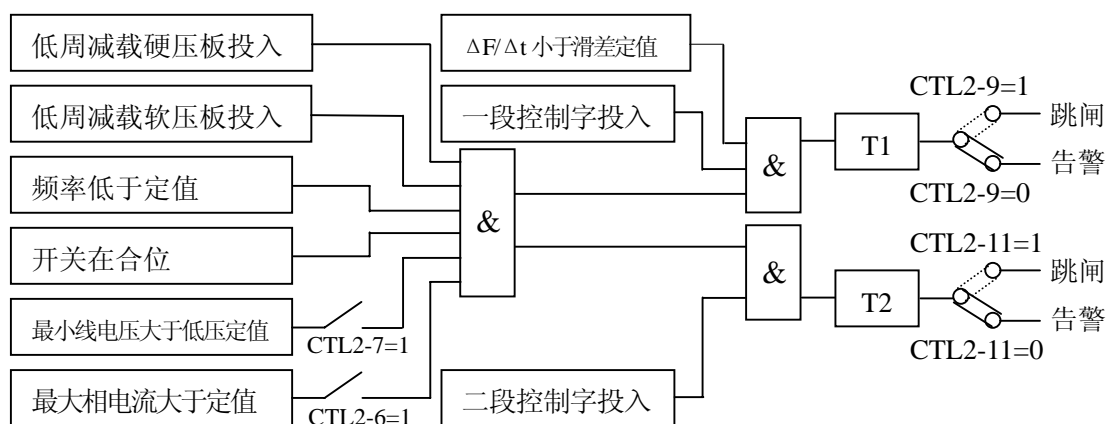 低周减载硬压板投入
低周减载软压板投入
频率低于定值
开关在合位
最小线电压大于低压定值
CTL2-7=1
最大相电流大于定值
CTL2-6=1
&
ΔF/Δt 小于滑差定值
一段控制字投入
二段控制字投入
&
T1
CTL2-9=1
跳闸
告警
CTL2-9=0
&
T2
CTL2-11=1
跳闸
告警
CTL2-11=0